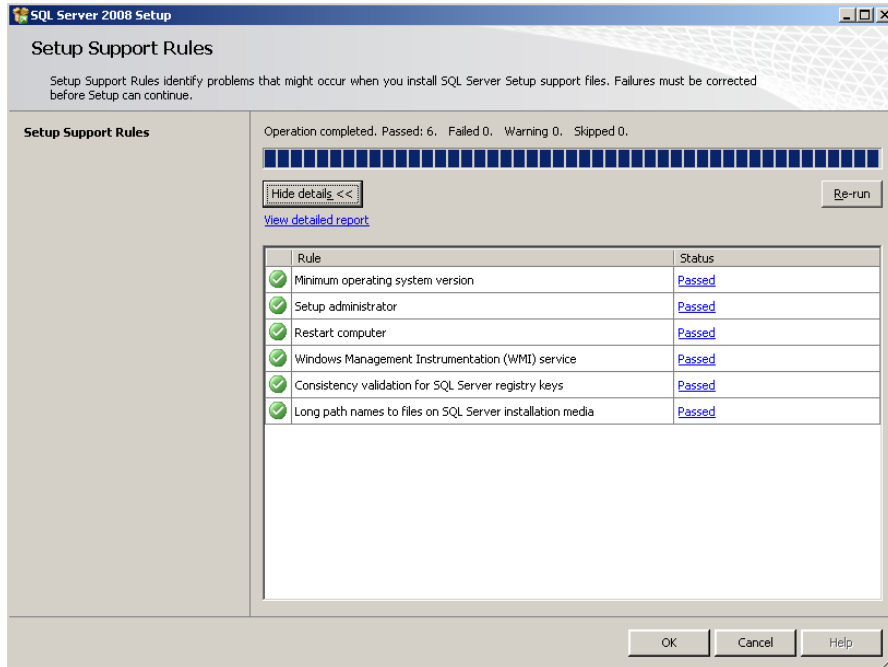 SQL Server 2008 Setup
Setup Support Rules
Setup Support Rules identify problems that might occur when you install SQL Server Setup support files. Failures must be corrected
before Setup can continue.
Setup Support Rules
Operation completed. Passed: 6. Failed 0. Warning 0. Skipped 0.
Hide details <<
Re-run
View detailed report
Rule Status
Minimum operating system version Passed
Setup administrator Passed
Restart computer Passed
Windows Management Instrumentation (WMI) service Passed
Consistency validation for SQL Server registry keys Passed
Long path names to files on SQL Server installation media Passed
OK Cancel Help